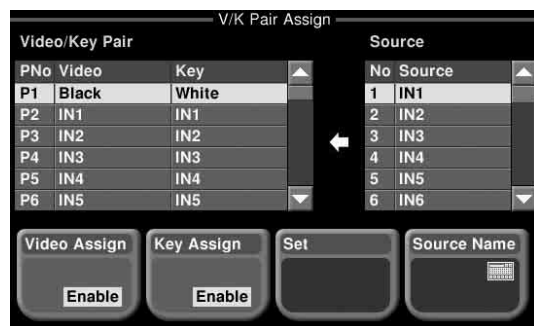 V/K Pair Assign
Video/Key Pair Source
PNo Video Key No Source
P1 Black White 1 IN1
P2 IN1 IN1 2 IN2
P3 IN2 IN2 3 IN3
P4 IN3 IN3 4 IN4
P5 IN4 IN4 5 IN5
P6 IN5 IN5 6 IN6
Video Assign Key Assign Set Source Name
Enable Enable